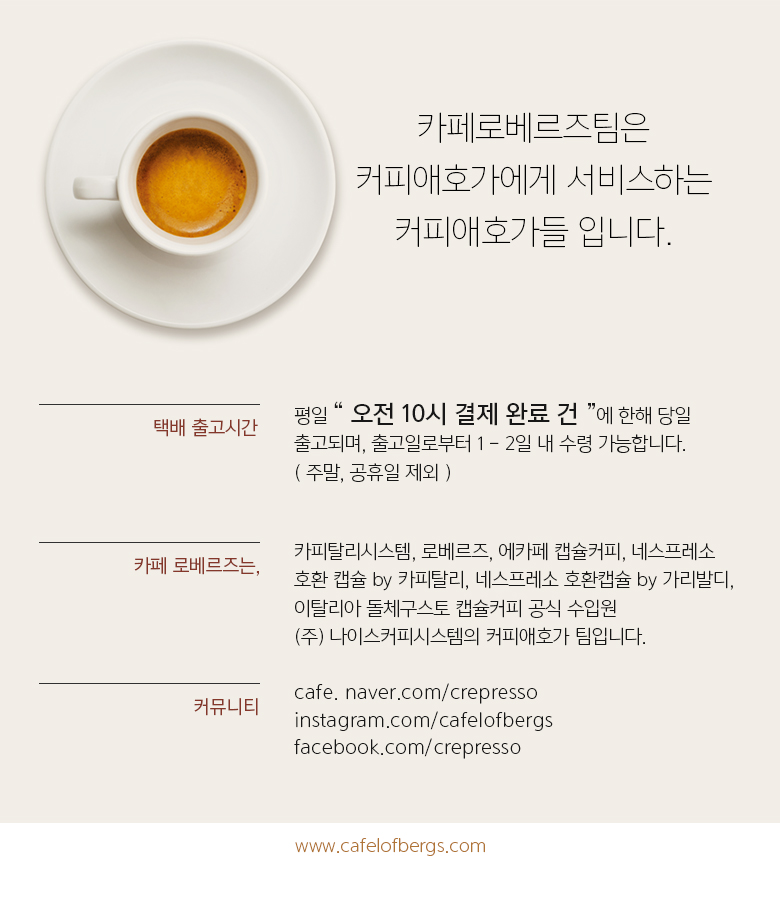 카페로베르즈팀은
커피애호가에게 서비스하는
커피애호가들 입니다.
택배 출고시간
평일 “ 오전 10시 결제 완료 건 ”에 한해 당일
출고되며, 출고일로부터 1 – 2일 내 수령 가능합니다.
( 주말, 공휴일 제외 )
카페 로베르즈는,
카피탈리시스템, 로베르즈, 에카페 캡슐커피, 네스프레소
호환 캡슐 by 카피탈리, 네스프레소 호환캡슐 by 가리발디,
이탈리아 돌체구스토 캡슐커피 공식 수입원
(주) 나이스커피시스템의 커피애호가 팀입니다.
커뮤니티
cafe. naver.com/crepresso
instagram.com/cafelofbergs
facebook.com/crepresso
www.cafelofbergs.com